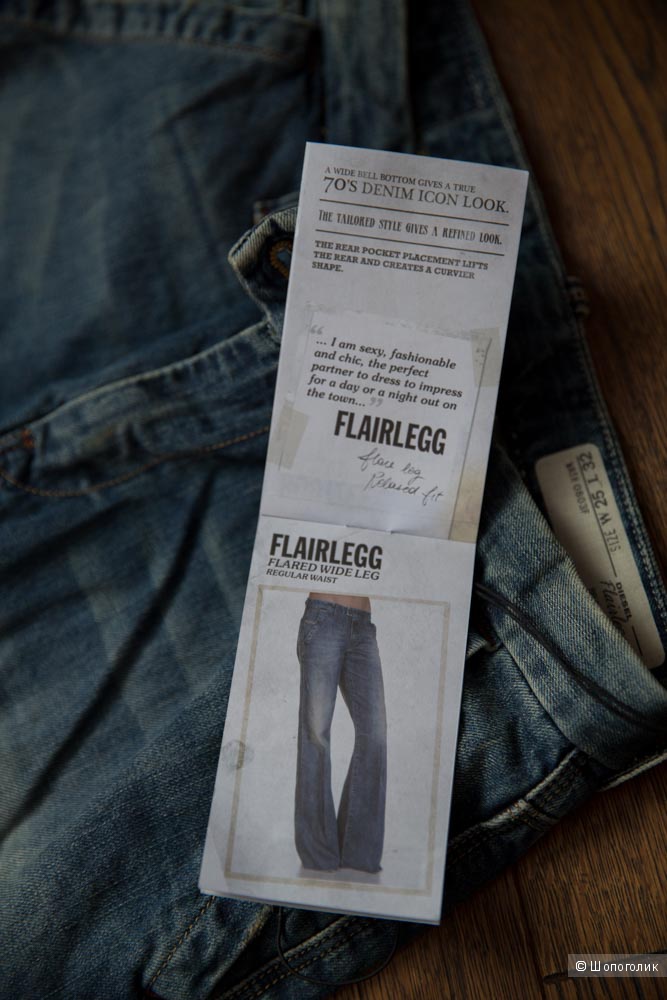 A WIDE BELL BOTTOM GIVES A TRUE
70'S DENIM ICON LOOK.
THE TAILORED STYLE GIVES A REFINED LOOK.
THE REAR POCKET PLACEMENT LIFTS
THE REAR AND CREATES A CURVIER
SHAPE.
“
... I am sexy, fashionable
and chic, the perfect
partner to dress to impress
for a day or a night out on
the town... ”
FLAIRLEGG
flare leg
Relaxed fit
FLAIRLEGG
FLARED WIDE LEG
REGULAR WAIST
SIZE W 25 L 32
DIESEL
© Шопоголик